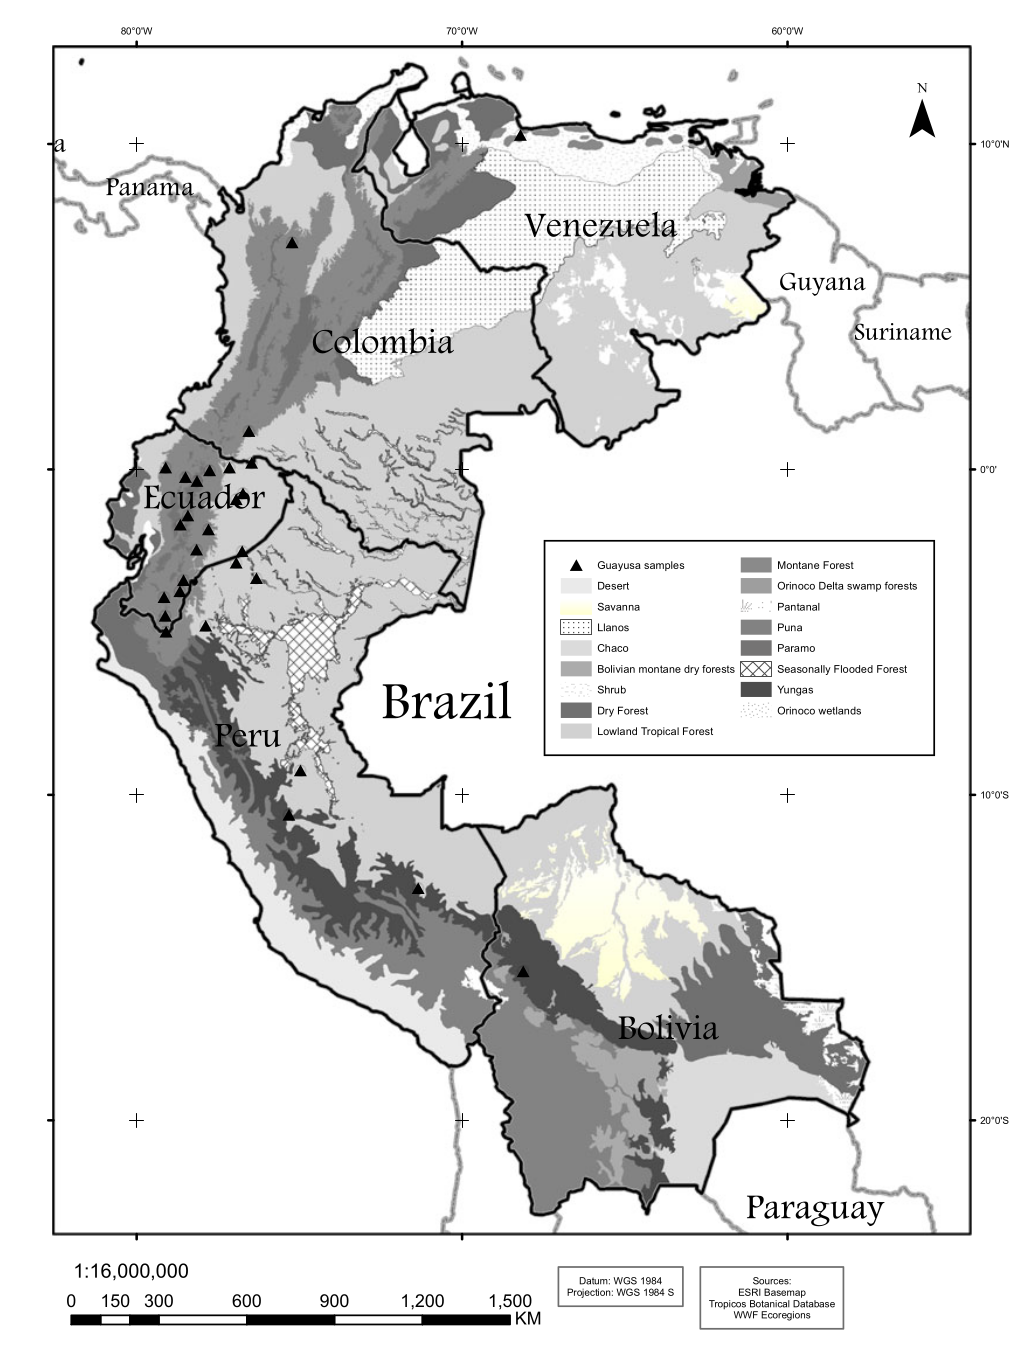 80°0'W
70°0'W
60°0'W
N
a
10°0'N
Panama
Venezuela
Guyana
Suriname
Colombia
0°0'
Ecuador
Guayusa samples
Desert
Savanna
Llanos
Chaco
Bolivian montane dry forests
Shrub
Dry Forest
Lowland Tropical Forest
Montane Forest
Orinoco Delta swamp forests
Pantanal
Puna
Paramo
Seasonally Flooded Forest
Yungas
Orinoco wetlands
Brazil
Peru
10°0'S
Bolivia
20°0'S
Paraguay
1:16,000,000
0 150 300 600 900 1,200 1,500
KM
Datum: WGS 1984
Projection: WGS 1984 S
Sources:
ESRI Basemap
Tropicos Botanical Database
WWF Ecoregions